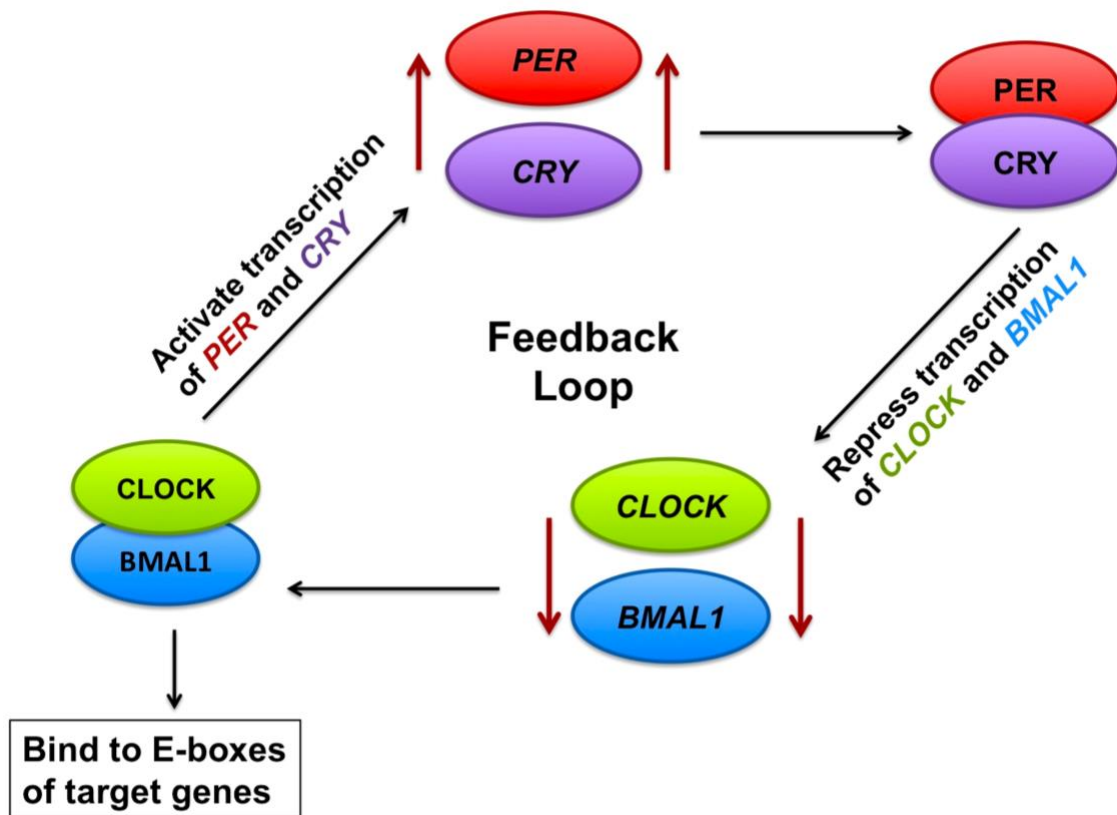 PER
CRY
PER
CRY
Activate transcription
of PER and CRY
Repress transcription
of CLOCK and BMAL1
Feedback
Loop
CLOCK
BMAL1
CLOCK
BMAL1
Bind to E-boxes
of target genes